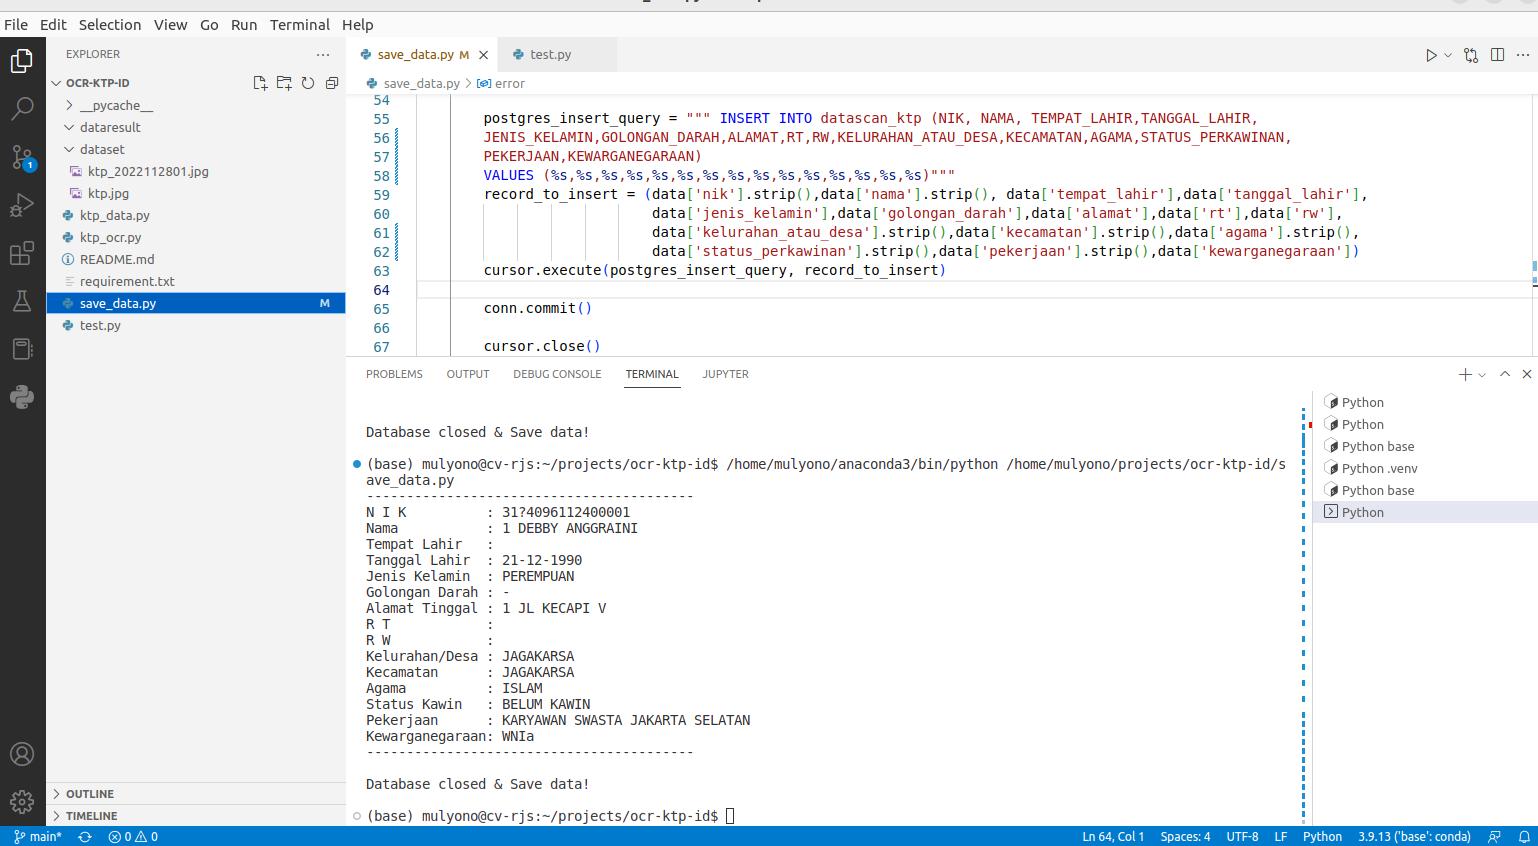 File Edit Selection View Go Run Terminal Help
EXPLORER
OCR-KTP-ID
__pycache__
dataresult
dataset
ktp_2022112801.jpg
ktp.jpg
ktp_data.py
ktp_ocr.py
README.md
requirement.txt
save_data.py M
test.py
OUTLINE
TIMELINE
save_data.py M
test.py
save_data.py > error
54
55 postgres_insert_query = """ INSERT INTO datascan_ktp (NIK, NAMA, TEMPAT_LAHIR,TANGGAL_LAHIR,
56 JENIS_KELAMIN,GOLONGAN_DARAH,ALAMAT,RT,RW,KELURAHAN_ATAU_DESA,KECAMATAN,AGAMA,STATUS_PERKAWINAN,
57 PEKERJAAN,KEWARGANEGARAAN)
58 VALUES (%s,%s,%s,%s,%s,%s,%s,%s,%s,%s,%s,%s,%s,%s,%s)"""
59 record_to_insert = (data['nik'].strip(),data['nama'].strip(), data['tempat_lahir'],data['tanggal_lahir'],
60 data['jenis_kelamin'],data['golongan_darah'],data['alamat'],data['rt'],data['rw'],
61 data['kelurahan_atau_desa'].strip(),data['kecamatan'].strip(),data['agama'].strip(),
62 data['status_perkawinan'].strip(),data['pekerjaan'].strip(),data['kewarganegaraan'])
63 cursor.execute(postgres_insert_query, record_to_insert)
64
65 conn.commit()
66
67 cursor.close()
PROBLEMS OUTPUT DEBUG CONSOLE TERMINAL JUPYTER
Database closed & Save data!
(base) mulyono@cv-rjs:~/projects/ocr-ktp-id$ /home/mulyono/anaconda3/bin/python /home/mulyono/projects/ocr-ktp-id/s
ave_data.py
-----------------------------------------
N I K : 31?4096112400001
Nama : 1 DEBBY ANGGRAINI
Tempat Lahir :
Tanggal Lahir : 21-12-1990
Jenis Kelamin : PEREMPUAN
Golongan Darah : -
Alamat Tinggal : 1 JL KECAPI V
R T :
R W :
Kelurahan/Desa : JAGAKARSA
Kecamatan : JAGAKARSA
Agama : ISLAM
Status Kawin : BELUM KAWIN
Pekerjaan : KARYAWAN SWASTA JAKARTA SELATAN
Kewarganegaraan: WNIa
-----------------------------------------
Database closed & Save data!
(base) mulyono@cv-rjs:~/projects/ocr-ktp-id$
Python
Python
Python base
Python .venv
Python base
Python
1
main* 0 0
Ln 64, Col 1 Spaces: 4 UTF-8 LF Python 3.9.13 ('base': conda)